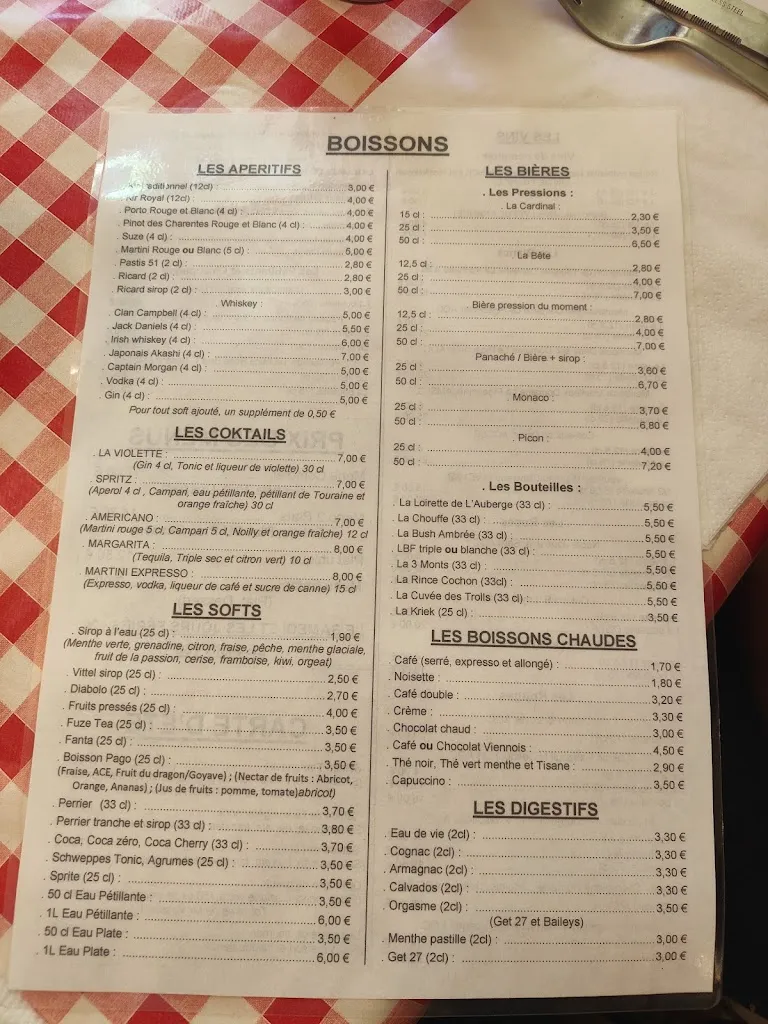 BOISSONS
LES APERITIFS
traditionnel (12cl) : 3,00 €
Kir Royal (12cl) : 4,00 €
. Porto Rouge et Blanc (4 cl) : 4,00 €
. Pinot des Charentes Rouge et Blanc (4 cl) : 4,00 €
. Suze (4 cl) : 4,00 €
. Martini Rouge ou Blanc (5 cl) : 5,00 €
. Pastis 51 (2 cl) : 2,80 €
. Ricard (2 cl) : 2,80 €
. Ricard sirop (2 cl) : 3,00 €
. Whiskey :
. Clan Campbell (4 cl) : 5,00 €
. Jack Daniels (4 cl) : 5,50 €
. Irish whiskey (4 cl) : 6,00 €
. Japonais Akashi (4 cl) : 7,00 €
. Captain Morgan (4 cl) : 5,00 €
. Vodka (4 cl) : 5,00 €
. Gin (4 cl) : 5,00 €
Pour tout soft ajouté, un supplément de 0,50 €
LES COKTAILS
. LA VIOLETTE : 7,00 €
(Gin 4 cl, Tonic et liqueur de violette) 30 cl
. SPRITZ : 7,00 €
(Aperol 4 cl , Campari, eau pétillante, pétillant de Touraine et
orange fraîche) 30 cl
. AMERICANO : 7,00 €
(Martini rouge 5 cl, Campari 5 cl, Noilly et orange fraîche) 12 cl
. MARGARITA : 8,00 €
(Tequila, Triple sec et citron vert) 10 cl
. MARTINI EXPRESSO : 8,00 €
(Expresso, vodka, liqueur de café et sucre de canne) 15 cl
LES SOFTS
. Sirop à l'eau (25 cl) : 1,90 €
(Menthe verte, grenadine, citron, fraise, pêche, menthe glaciale,
fruit de la passion, cerise, framboise, kiwi, orgeat)
. Vittel sirop (25 cl) : 2,50 €
. Diabolo (25 cl) : 2,70 €
. Fruits pressés (25 cl) : 4,00 €
. Fuze Tea (25 cl) : 3,50 €
. Fanta (25 cl) : 3,50 €
. Boisson Pago (25 cl) : 3,50 €
(Fraise, ACE, Fruit du dragon/Goyave) ; (Nectar de fruits : Abricot,
Orange, Ananas) ; (Jus de fruits : pomme, tomate)abricot)
. Perrier (33 cl) : 3,70 €
. Perrier tranche et sirop (33 cl) : 3,80 €
. Coca, Coca zéro, Coca Cherry (33 cl) : 3,70 €
. Schweppes Tonic, Agrumes (25 cl) : 3,50 €
. Sprite (25 cl) : 3,50 €
. 50 cl Eau Pétillante : 3,50 €
. 1L Eau Pétillante : 6,00 €
. 50 cl Eau Plate : 3,50 €
. 1L Eau Plate : 6,00 €
LES BIÈRES
. Les Pressions :
. La Cardinal :
15 cl : 2,30 €
25 cl : 3,50 €
50 cl : 6,50 €
. La Bête
12,5 cl : 2,80 €
25 cl : 4,00 €
50 cl : 7,00 €
. Bière pression du moment :
12,5 cl : 2,80 €
25 cl : 4,00 €
50 cl : 7,00 €
. Panaché / Bière + sirop :
25 cl : 3,60 €
50 cl : 6,70 €
. Monaco :
25 cl : 3,70 €
50 cl : 6,80 €
. Picon :
25 cl : 4,00 €
50 cl : 7,20 €
. Les Bouteilles :
. La Loirette de L'Auberge (33 cl) : 5,50 €
. La Chouffe (33 cl) : 5,50 €
. La Bush Ambrée (33 cl) : 5,50 €
. LBF triple ou blanche (33 cl) : 5,50 €
. La 3 Monts (33 cl) : 5,50 €
. La Rince Cochon (33cl) : 5,50 €
. La Cuvée des Trolls (33 cl) : 5,50 €
. La Kriek (25 cl) : 3,50 €
LES BOISSONS CHAUDES
. Café (serré, expresso et allongé) : 1,70 €
. Noisette : 1,80 €
. Café double : 3,20 €
. Crème : 3,30 €
. Chocolat chaud : 3,00 €
. Café ou Chocolat Viennois : 4,50 €
. Thé noir, Thé vert menthe et Tisane : 2,90 €
. Capuccino : 3,50 €
LES DIGESTIFS
. Eau de vie (2cl) : 3,30 €
. Cognac (2cl) : 3,30 €
. Armagnac (2cl) : 3,30 €
. Calvados (2cl) : 3,30 €
. Orgasme (2cl) : 3,50 €
(Get 27 et Baileys)
. Menthe pastille (2cl) : 3,00 €
. Get 27 (2cl) : 3,00 €